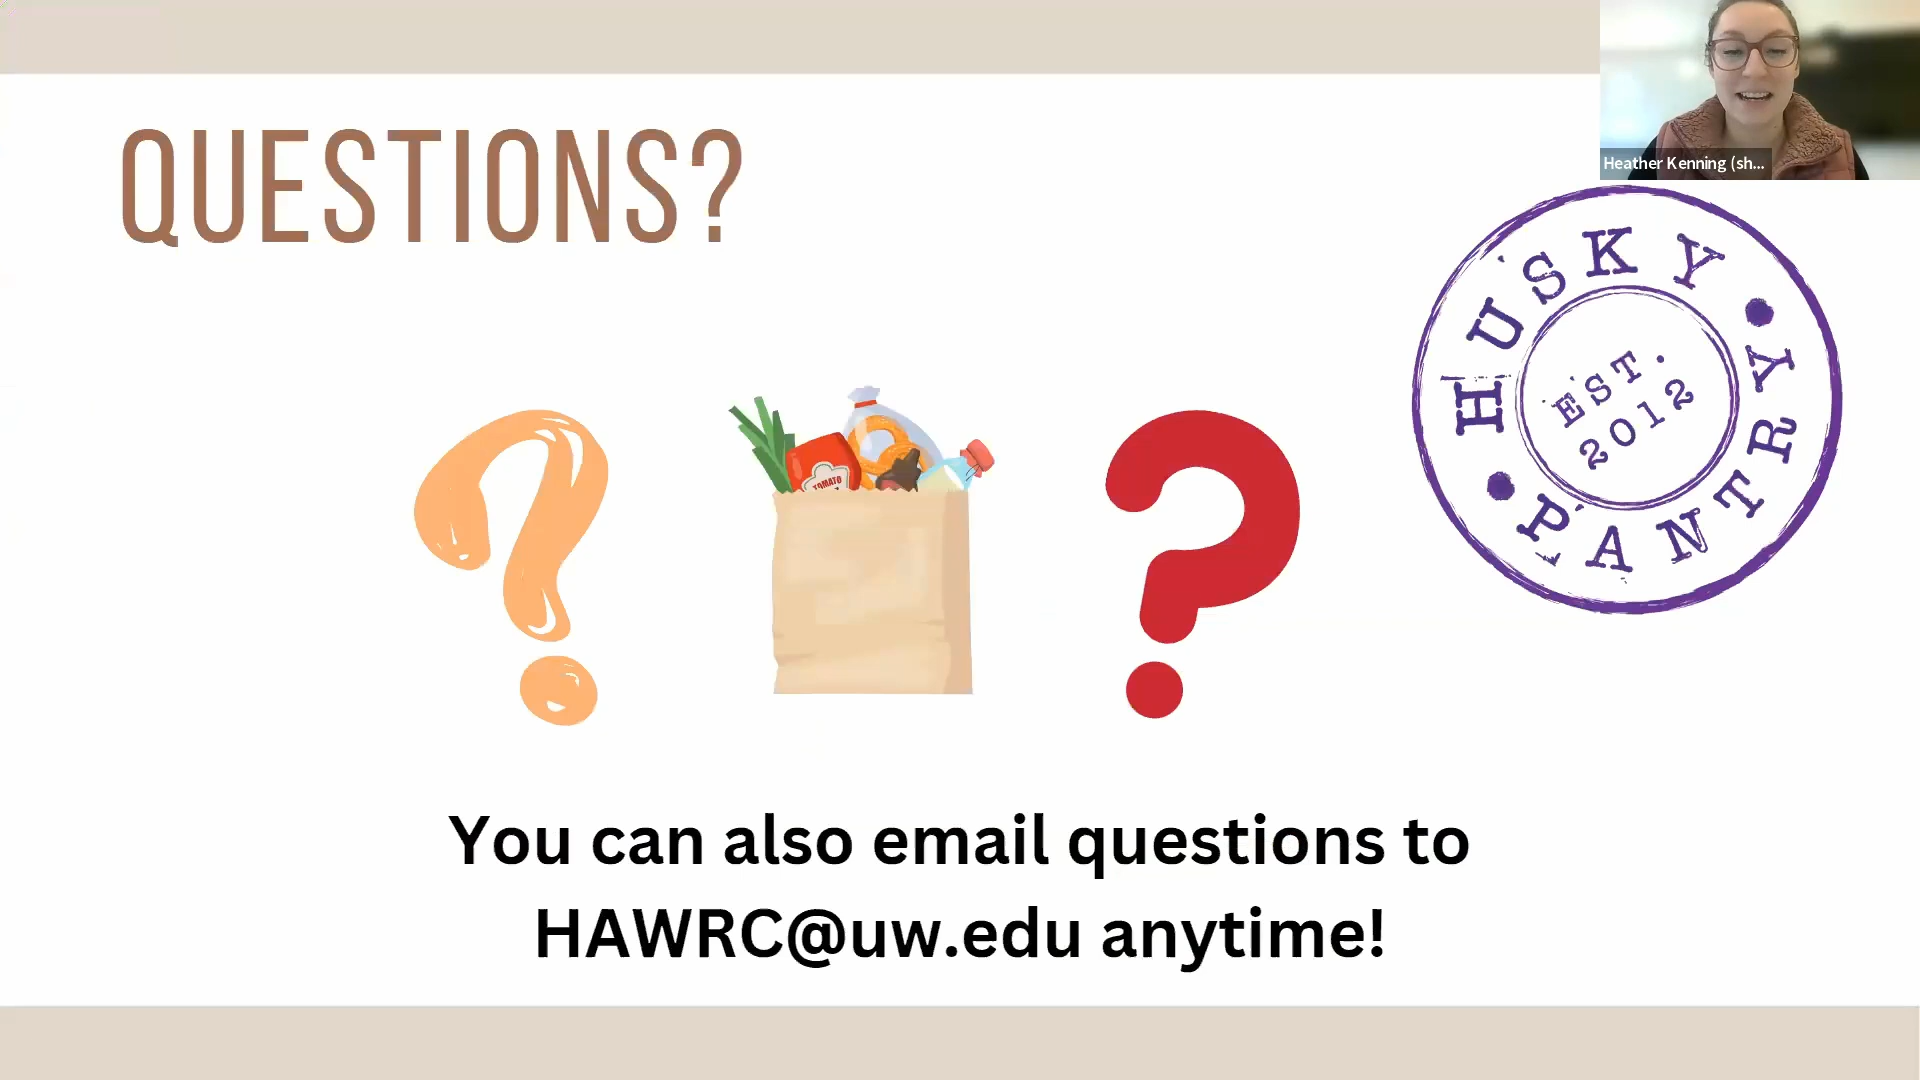 QUESTIONS?
Heather Kenning (sh...
HUSKY
PANTRY
EST.
2012
TOMATO
You can also email questions to
HAWRC@uw.edu anytime!